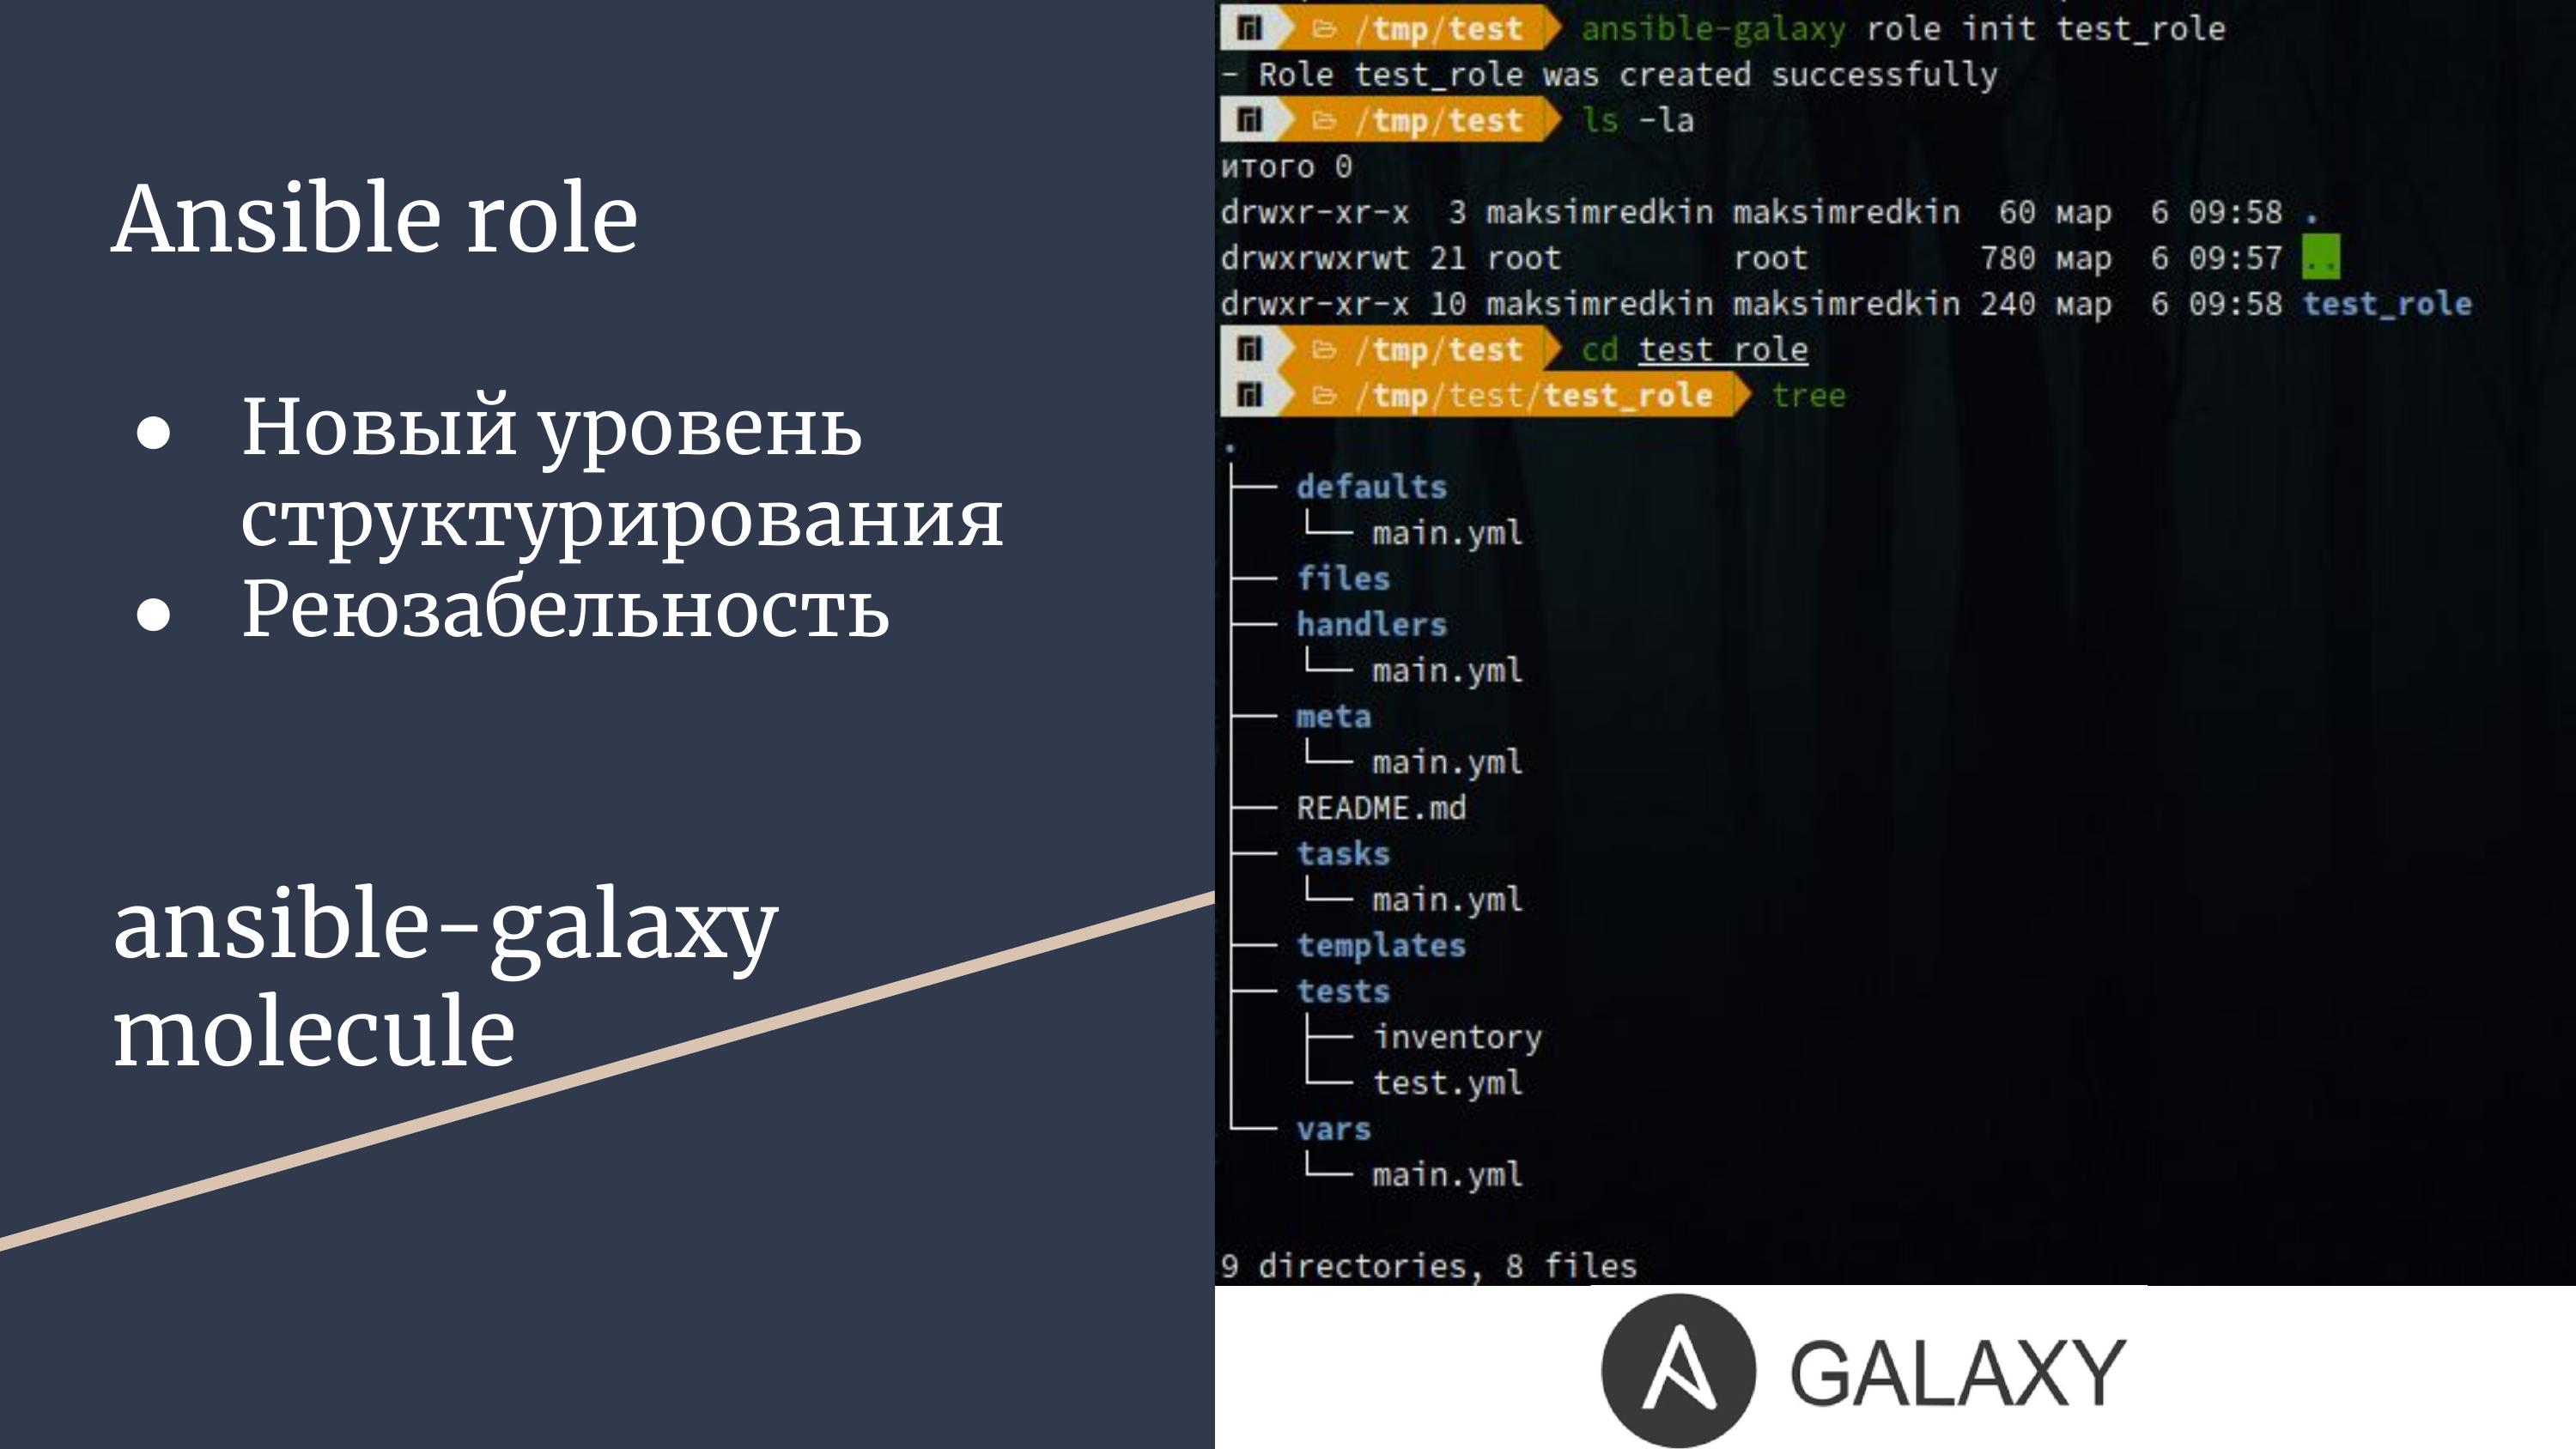 Ansible role
● Новый уровень
структурирования
● Реюзабельность
ansible-galaxy
molecule
/tmp/test ansible-galaxy role init test_role
- Role test_role was created successfully
/tmp/test ls -la
итого 0
drwxr-xr-x 3 maksimredkin maksimredkin 60 мар 6 09:58 .
drwxrwxrwt 21 root root 780 мар 6 09:57 ..
drwxr-xr-x 10 maksimredkin maksimredkin 240 мар 6 09:58 test_role
/tmp/test cd test_role
/tmp/test/test_role tree
.
├── defaults
│   └── main.yml
├── files
├── handlers
│   └── main.yml
├── meta
│   └── main.yml
├── README.md
├── tasks
│   └── main.yml
├── templates
├── tests
│   ├── inventory
│   └── test.yml
└── vars
    └── main.yml
9 directories, 8 files
A GALAXY